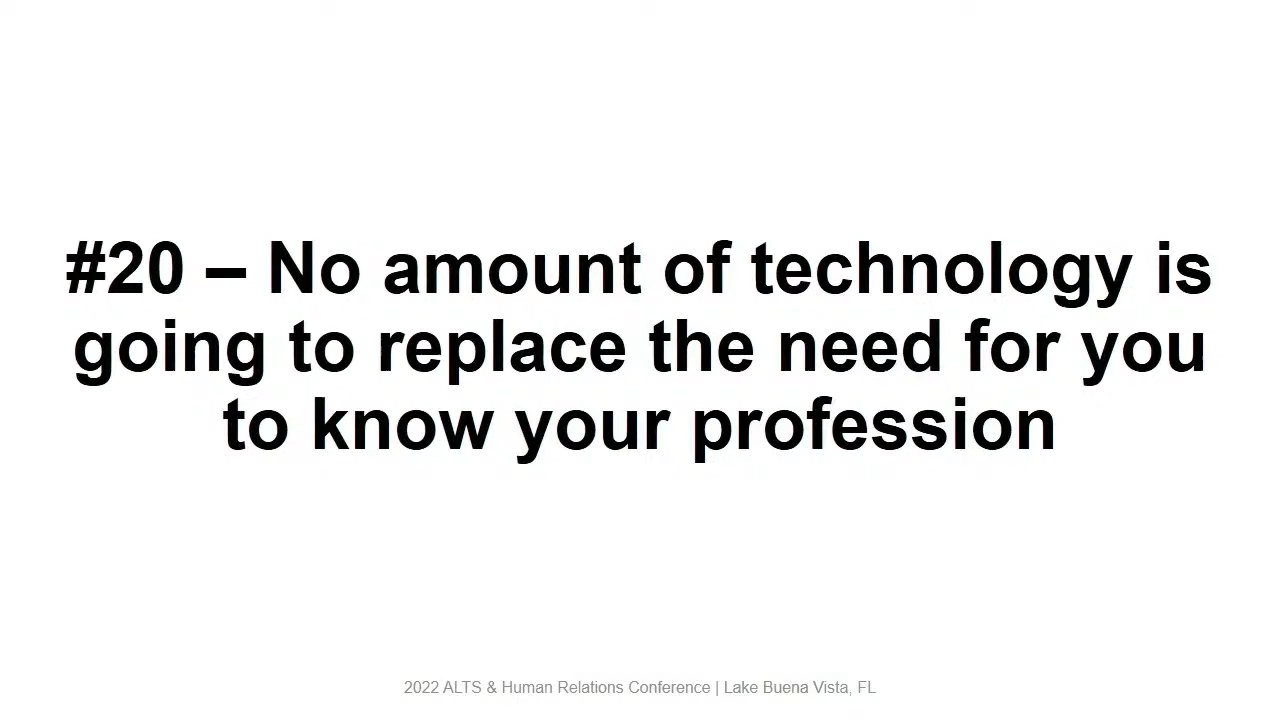 #20 – No amount of technology is
going to replace the need for you
to know your profession
2022 ALTS & Human Relations Conference | Lake Buena Vista, FL